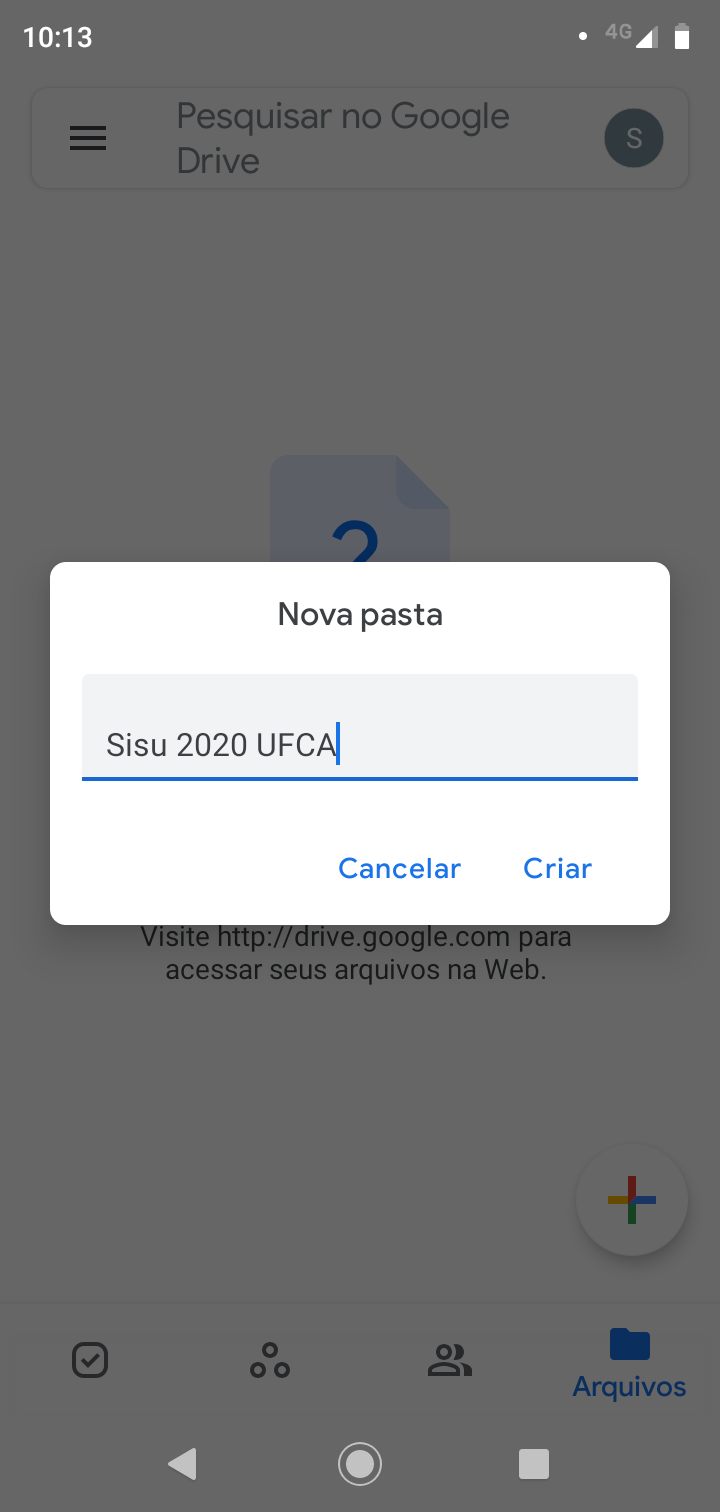 10:13
4G
Pesquisar no Google
Drive
S
?
Nova pasta
Sisu 2020 UFCA
Cancelar
Criar
Visite http://drive.google.com para
acessar seus arquivos na Web.
Arquivos